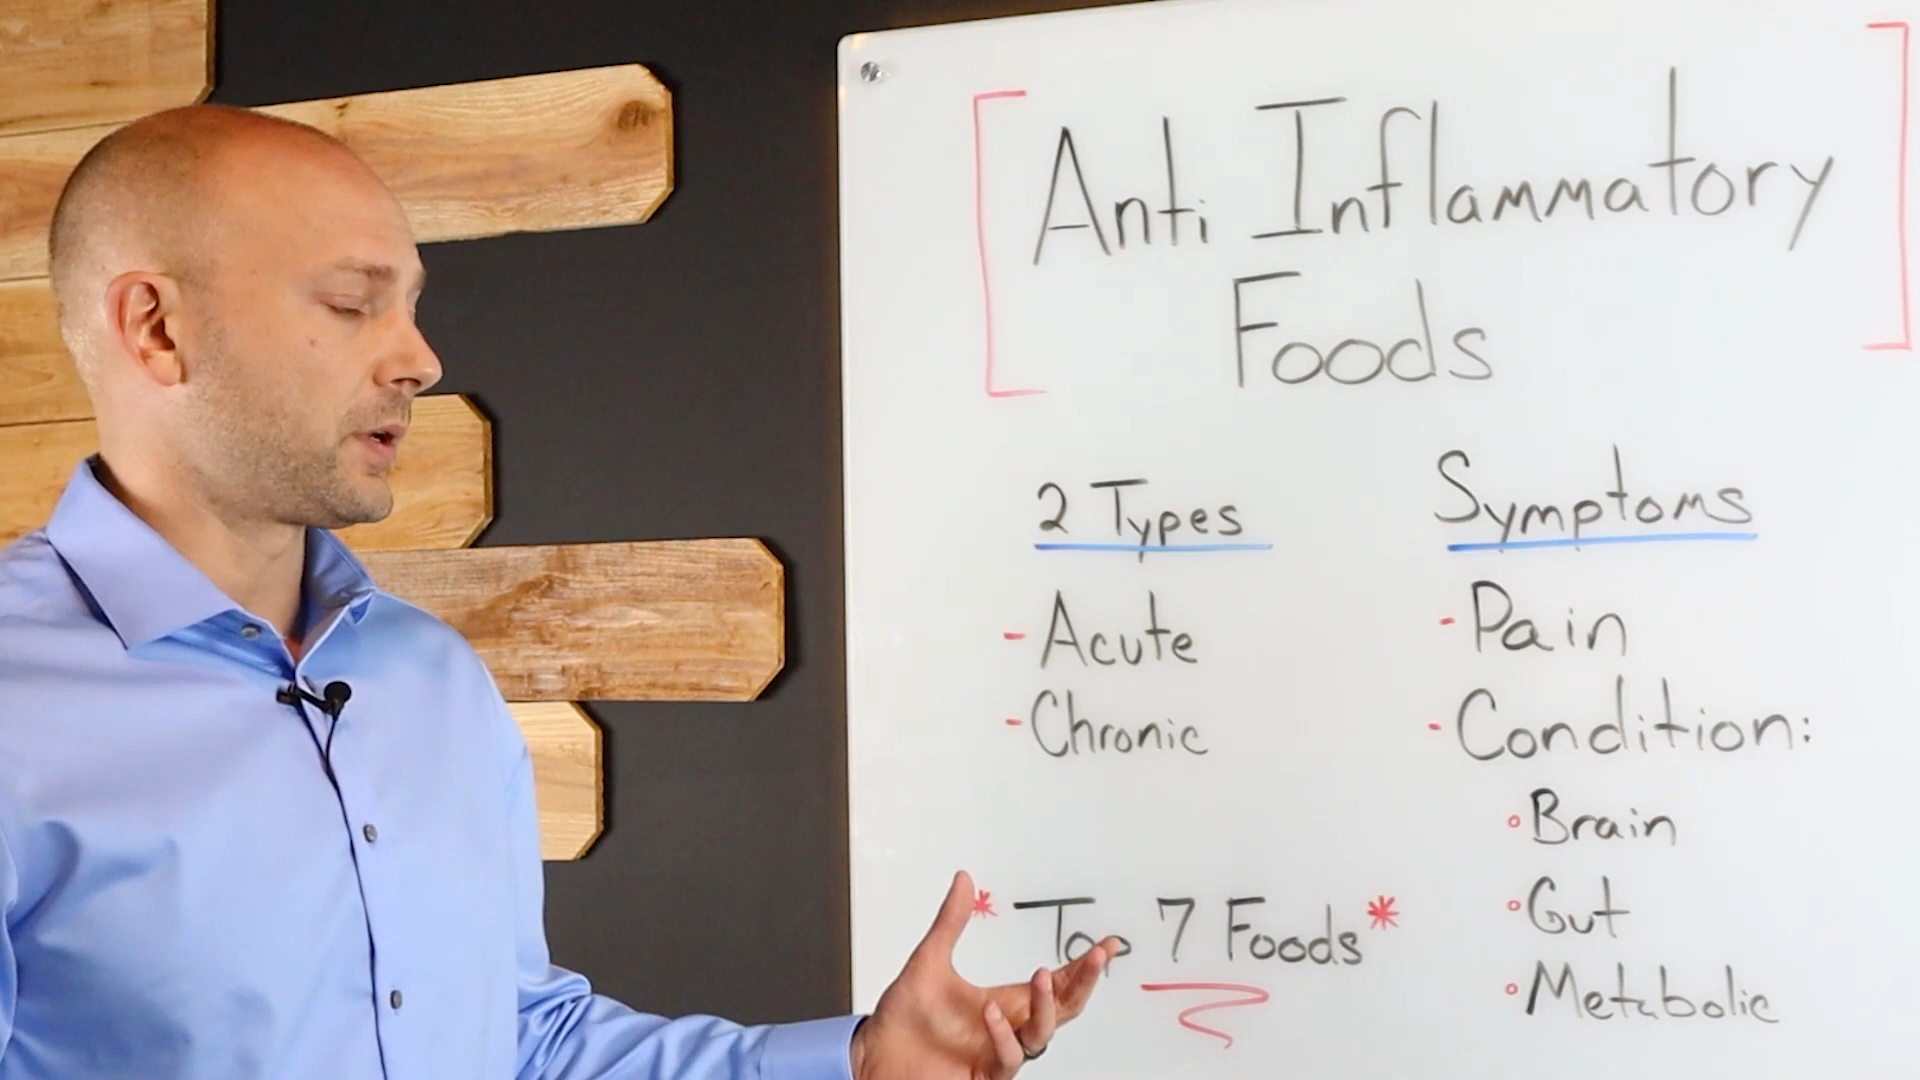 Anti Inflammatory
Foods
2 Types
- Acute
- Chronic
* Top 7 Foods *
Symptoms
- Pain
- Condition:
◦ Brain
◦ Gut
◦ Metabolic